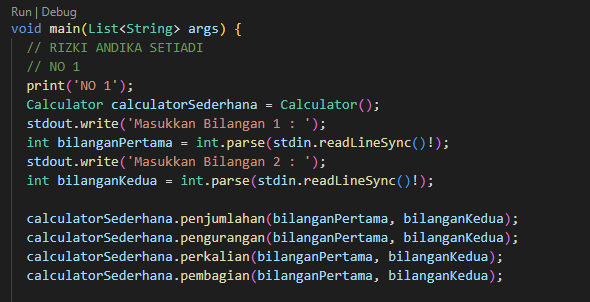 Run | Debug
void main(List<String> args) {
// RIZKI ANDIKA SETIADI
// NO 1
print('NO 1');
Calculator calculatorSederhana = Calculator();
stdout.write('Masukkan Bilangan 1 : ');
int bilanganPertama = int.parse(stdin.readLineSync()!);
stdout.write('Masukkan Bilangan 2 : ');
int bilanganKedua = int.parse(stdin.readLineSync()!);
calculatorSederhana.penjumlahan(bilanganPertama, bilanganKedua);
calculatorSederhana.pengurangan(bilanganPertama, bilanganKedua);
calculatorSederhana.perkalian(bilanganPertama, bilanganKedua);
calculatorSederhana.pembagian(bilanganPertama, bilanganKedua);